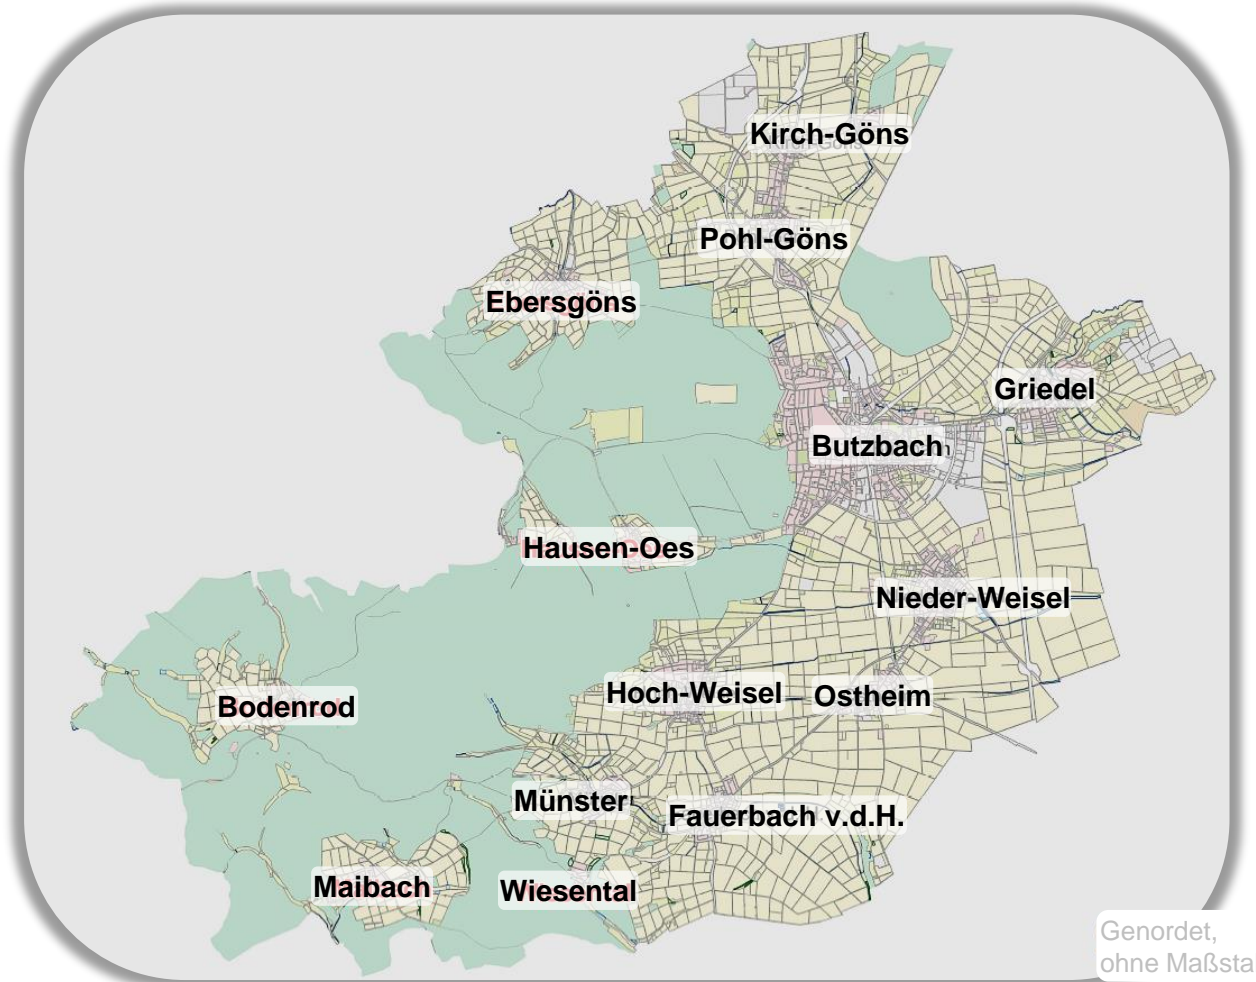 Kirch-Göns
Pohl-Göns
Ebersgöns
Griedel
Butzbach
Hausen-Oes
Nieder-Weisel
Hoch-Weisel
Ostheim
Bodenrod
Münster
Fauerbach v.d.H.
Maibach
Wiesental
Genordet,
ohne Maßsta